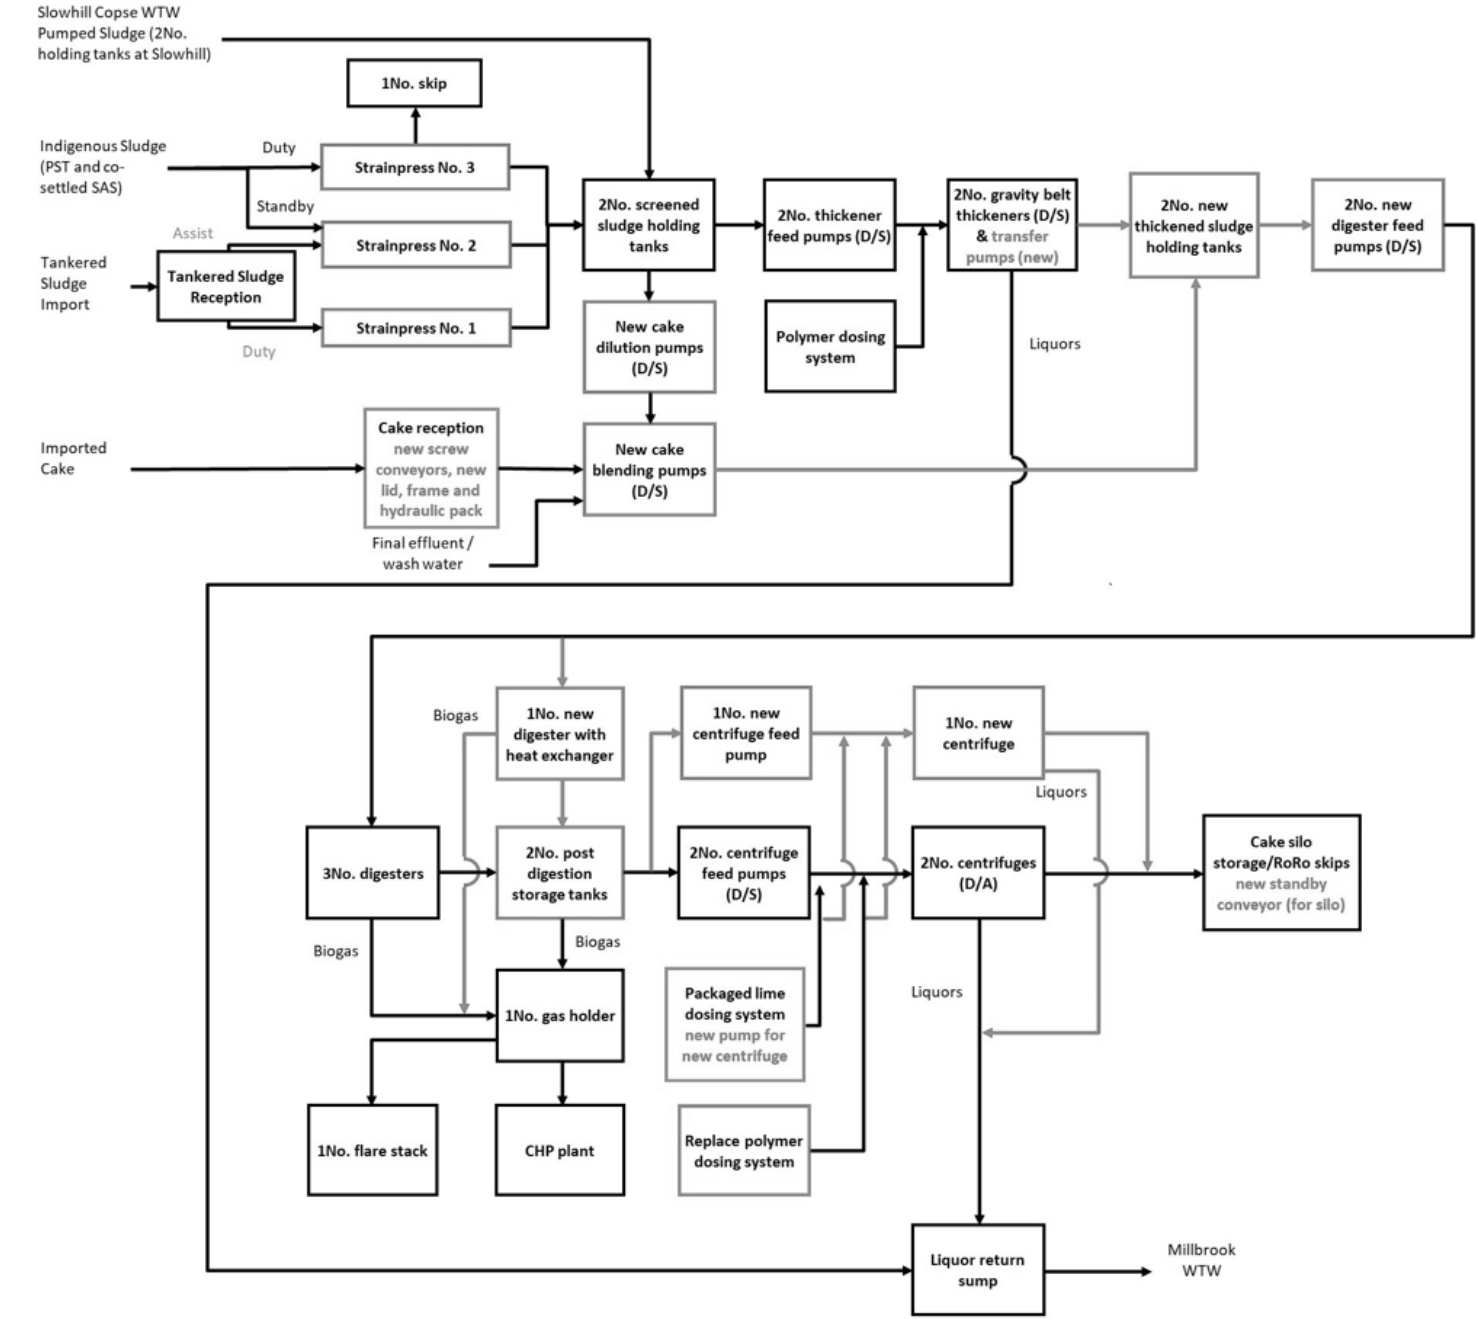 Slowhill Copse WTW
Pumped Sludge (2No.
holding tanks at Slowhill)
1No. skip
Indigenous Sludge
(PST and co-
settled SAS)
Duty
Strainpress No. 3
Standby
Assist
Strainpress No. 2
Tankered
Sludge
Import
Tankered Sludge
Reception
Strainpress No. 1
Duty
2No. screened
sludge holding
tanks
2No. thickener
feed pumps (D/S)
2No. gravity belt
thickeners (D/S)
& transfer
pumps (new)
2No. new
thickened sludge
holding tanks
2No. new
digester feed
pumps (D/S)
New cake
dilution pumps
(D/S)
Polymer dosing
system
Liquors
Imported
Cake
Cake reception
new screw
conveyors, new
lid, frame and
hydraulic pack
New cake
blending pumps
(D/S)
Final effluent /
wash water
Biogas
1No. new
digester with
heat exchanger
1No. new
centrifuge feed
pump
1No. new
centrifuge
Liquors
3No. digesters
2No. post
digestion
storage tanks
2No. centrifuge
feed pumps
(D/S)
2No. centrifuges
(D/A)
Cake silo
storage/RoRo skips
new standby
conveyor (for silo)
Biogas
Biogas
1No. gas holder
Packaged lime
dosing system
new pump for
new centrifuge
Liquors
1No. flare stack
CHP plant
Replace polymer
dosing system
Liquor return
sump
Millbrook
WTW